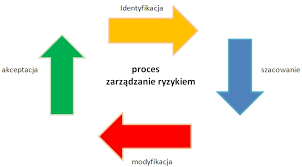 Identyfikacja
akceptacja
proces
zarządzanie ryzykiem
szacowanie
modyfikacja